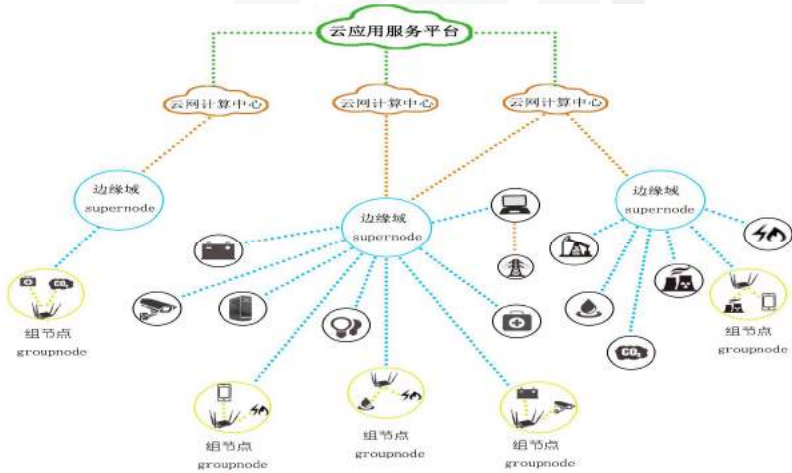 云应用服务平台
云网计算中心
云网计算中心
云网计算中心
边缘域
supernode
边缘域
supernode
边缘域
supernode
CO₂
组节点
groupnode
CO₂
组节点
groupnode
组节点
groupnode
组节点
groupnode
组节点
groupnode